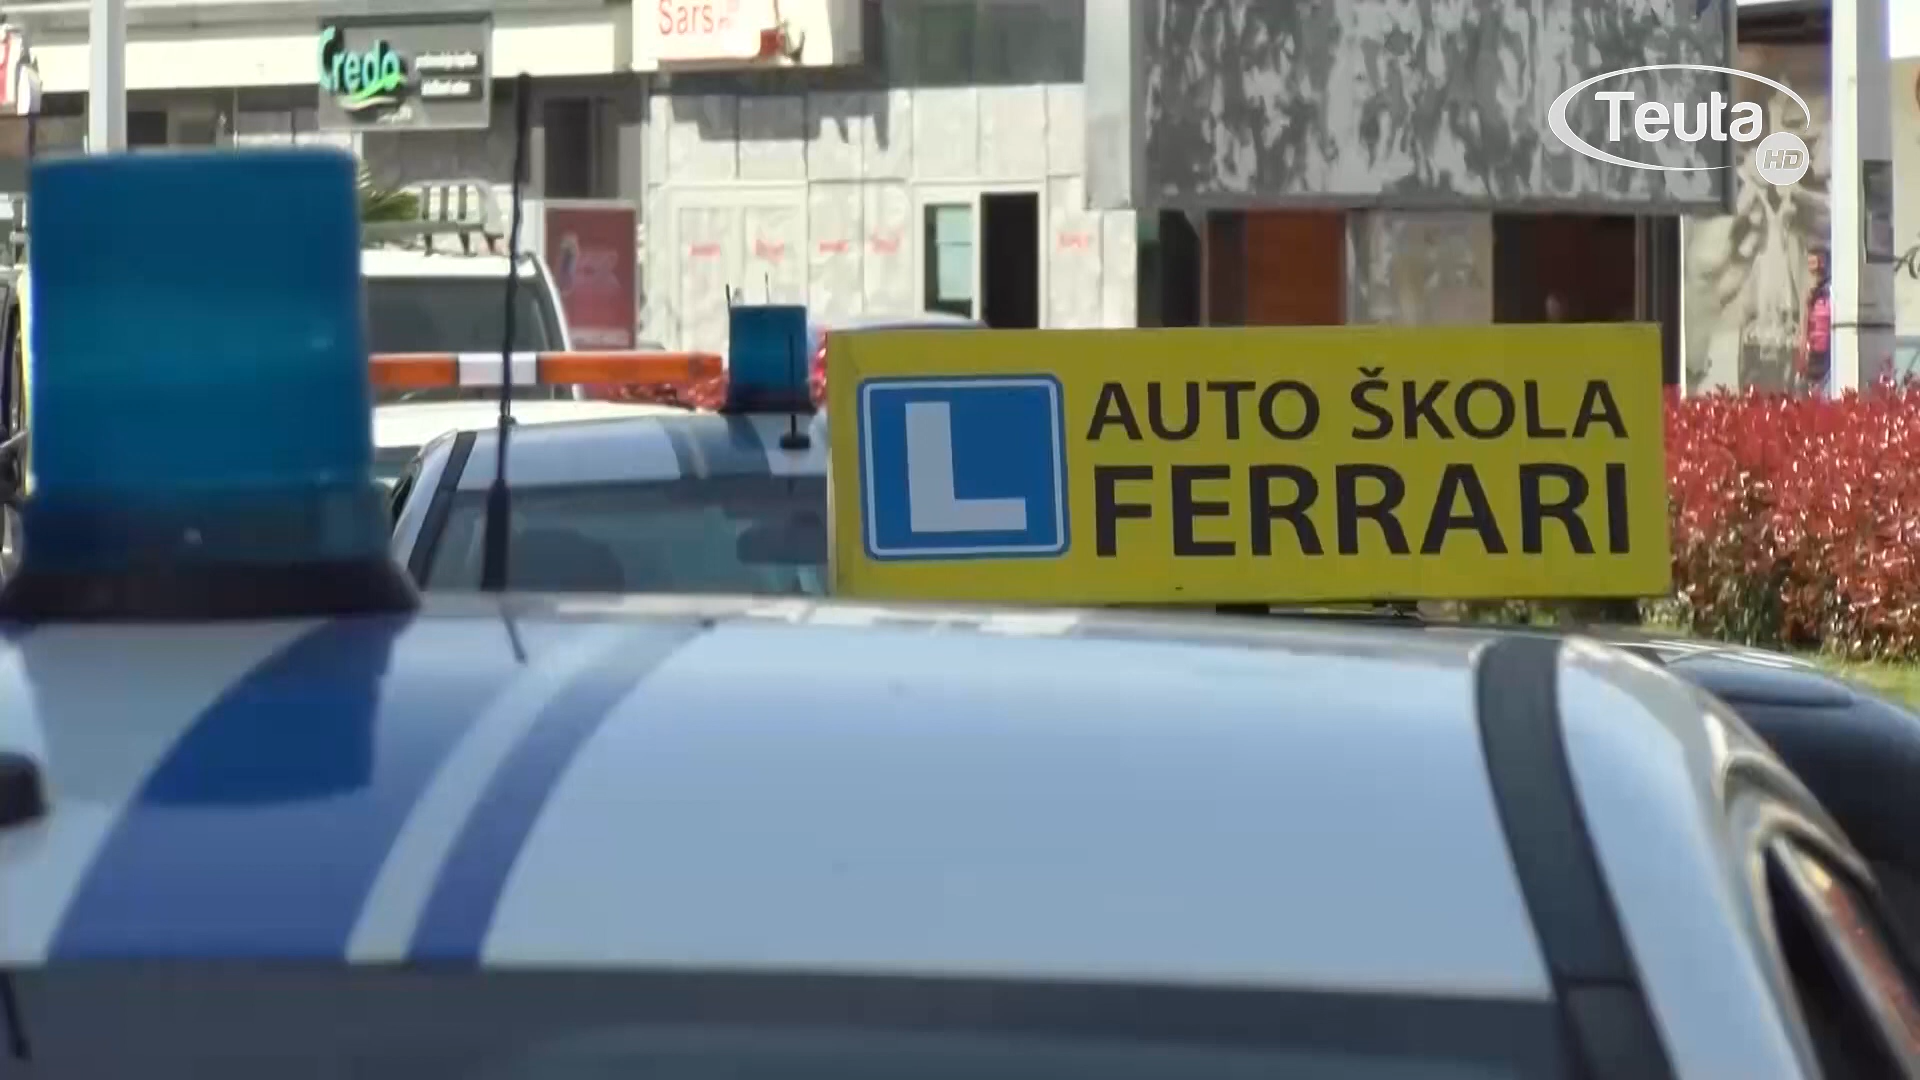 Sars
Credo
Teuta
HD
L
AUTO ŠKOLA
FERRARI